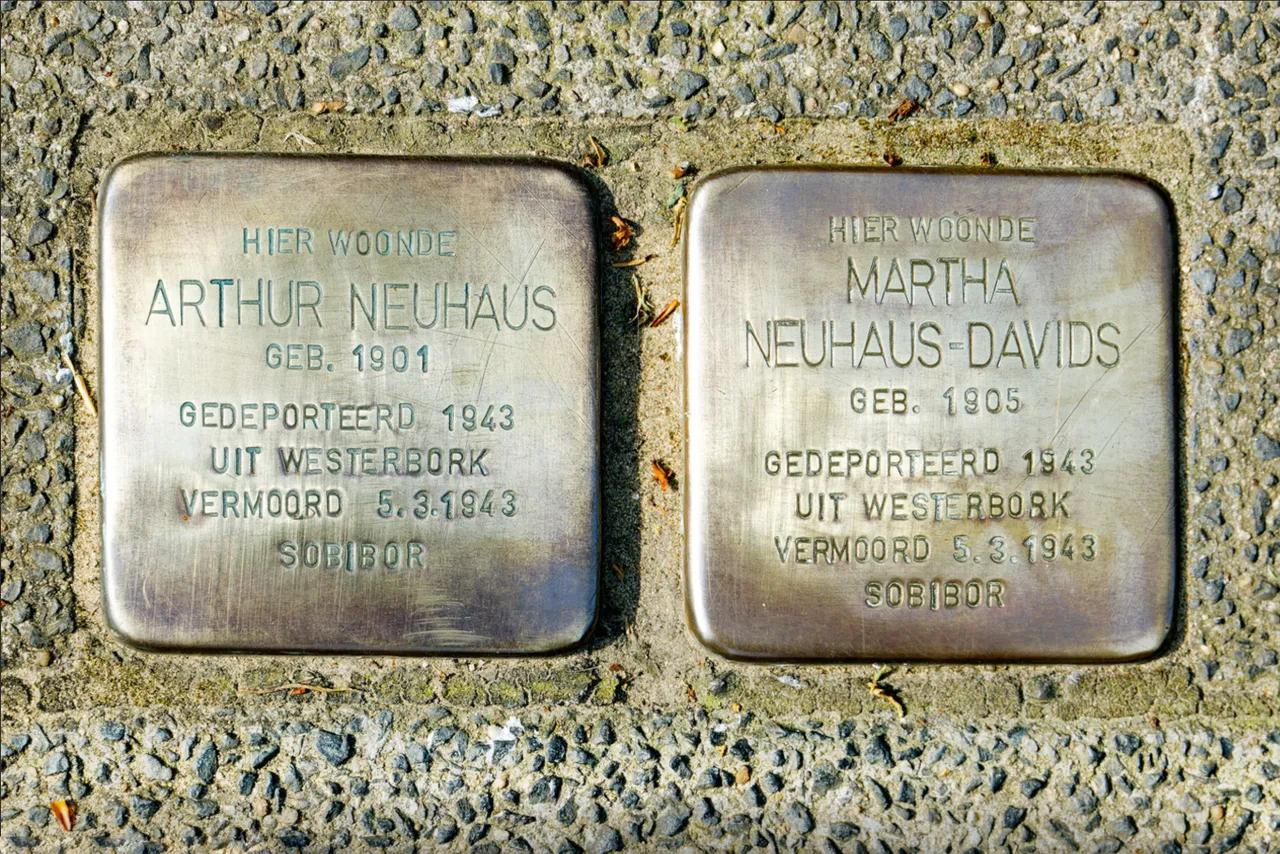 HIER WOONDE
ARTHUR NEUHAUS
GEB. 1901
GEDEPORTEERD 1943
UIT WESTERBORK
VERMOORD 5.3.1943
SOBIBOR
HIER WOONDE
MARTHA
NEUHAUS-DAVIDS
GEB. 1905
GEDEPORTEERD 1943
UIT WESTERBORK
VERMOORD 5.3.1943
SOBIBOR